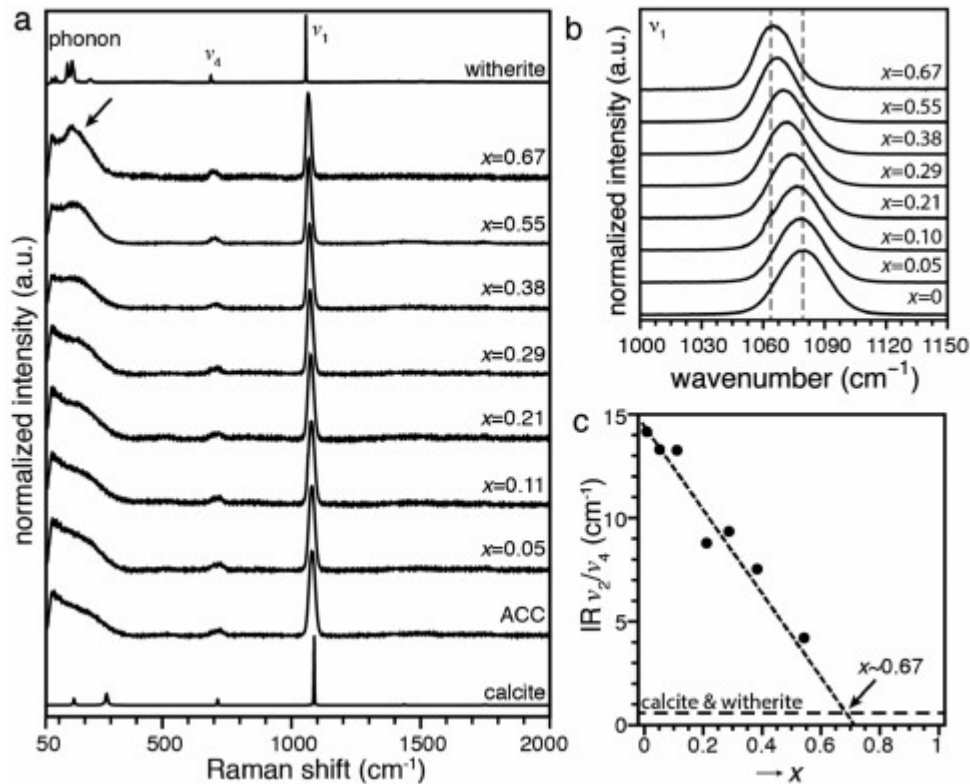 a
phonon
ν4
ν1
witherite
x=0.67
x=0.55
x=0.38
x=0.29
x=0.21
x=0.11
x=0.05
ACC
calcite
normalized intensity (a.u.)
50 500 1000 1500 2000
Raman shift (cm⁻¹)
b
ν1
x=0.67
x=0.55
x=0.38
x=0.29
x=0.21
x=0.10
x=0.05
x=0
normalized intensity (a.u.)
1000 1030 1060 1090 1120 1150
wavenumber (cm⁻¹)
c
15
10
5
0
IR ν2/ν4 (cm⁻¹)
x~0.67
calcite & witherite
0 0.2 0.4 0.6 0.8 1
→ x